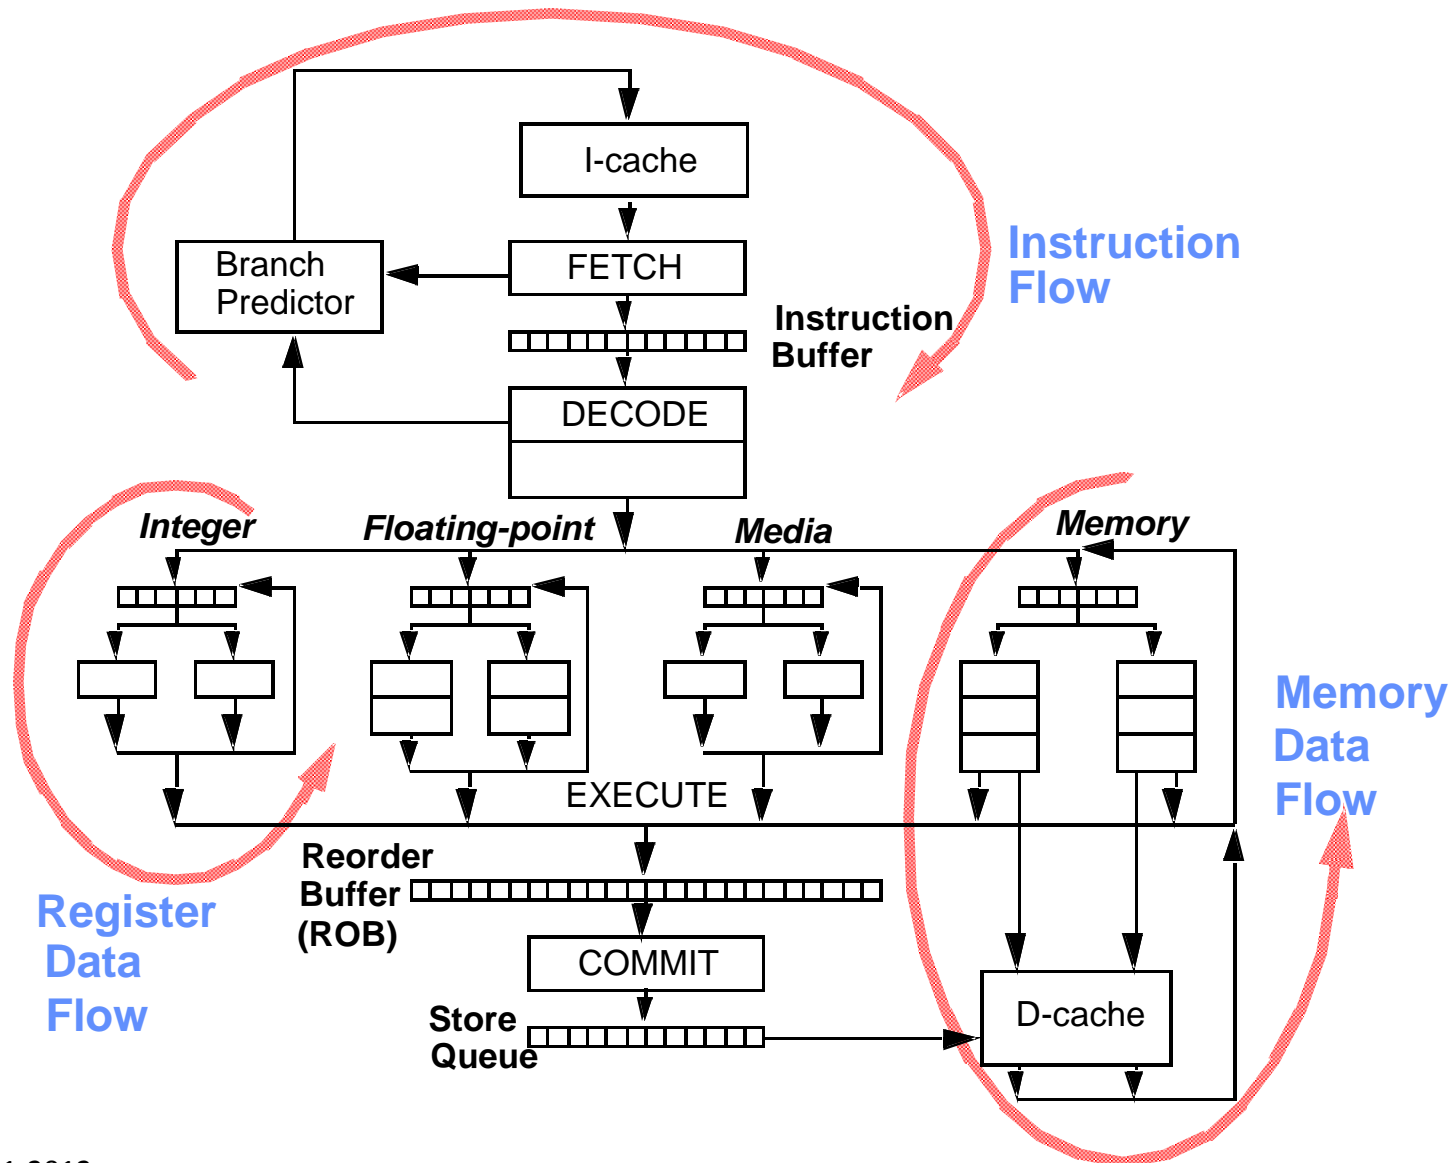 I-cache
Branch
Predictor
FETCH
Instruction
Flow
Instruction
Buffer
DECODE
Integer
Floating-point
Media
Memory
Memory
Data
Flow
EXECUTE
Reorder
Buffer
(ROB)
Register
Data
Flow
COMMIT
Store
Queue
D-cache